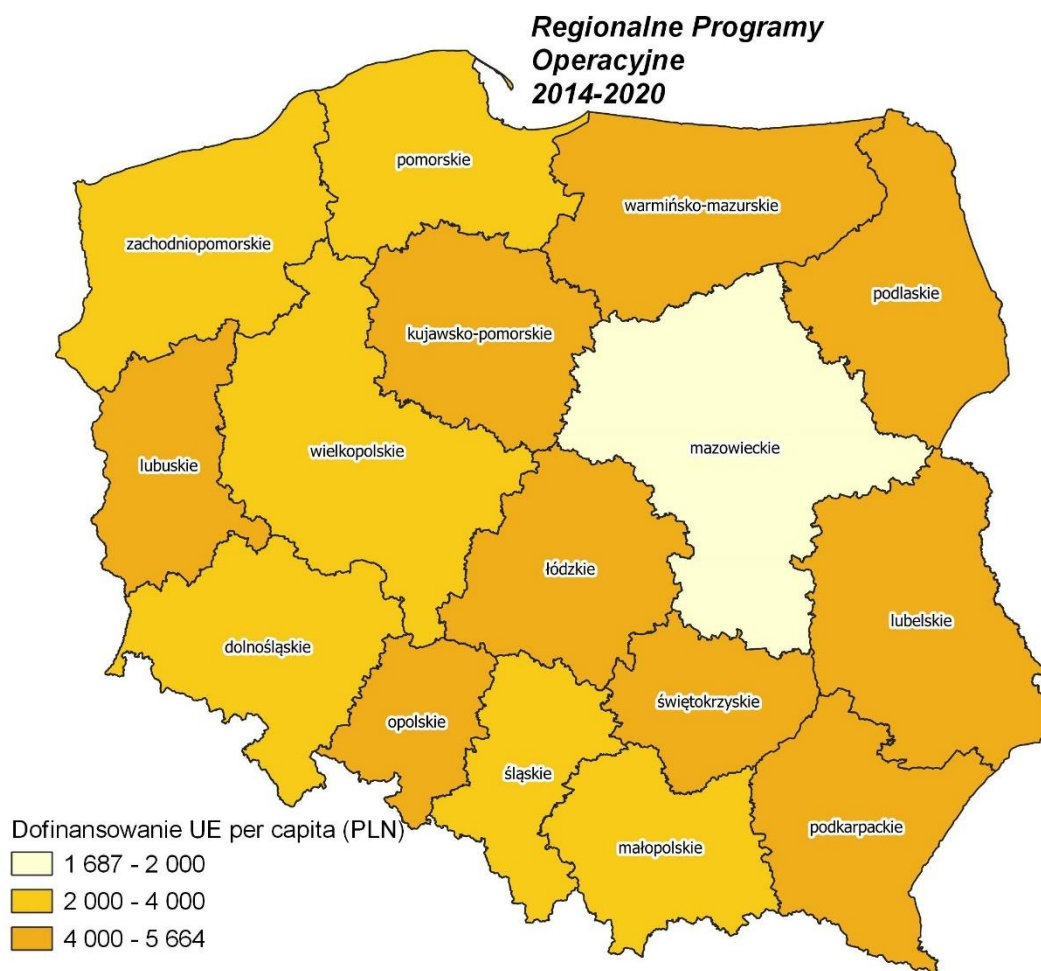 Regionalne Programy
Operacyjne
2014-2020
pomorskie
warmińsko-mazurskie
zachodniopomorskie
podlaskie
kujawsko-pomorskie
mazowieckie
wielkopolskie
lubuskie
łódzkie
lubelskie
dolnośląskie
świętokrzyskie
opolskie
śląskie
podkarpackie
małopolskie
Dofinansowanie UE per capita (PLN)
1 687 - 2 000
2 000 - 4 000
4 000 - 5 664